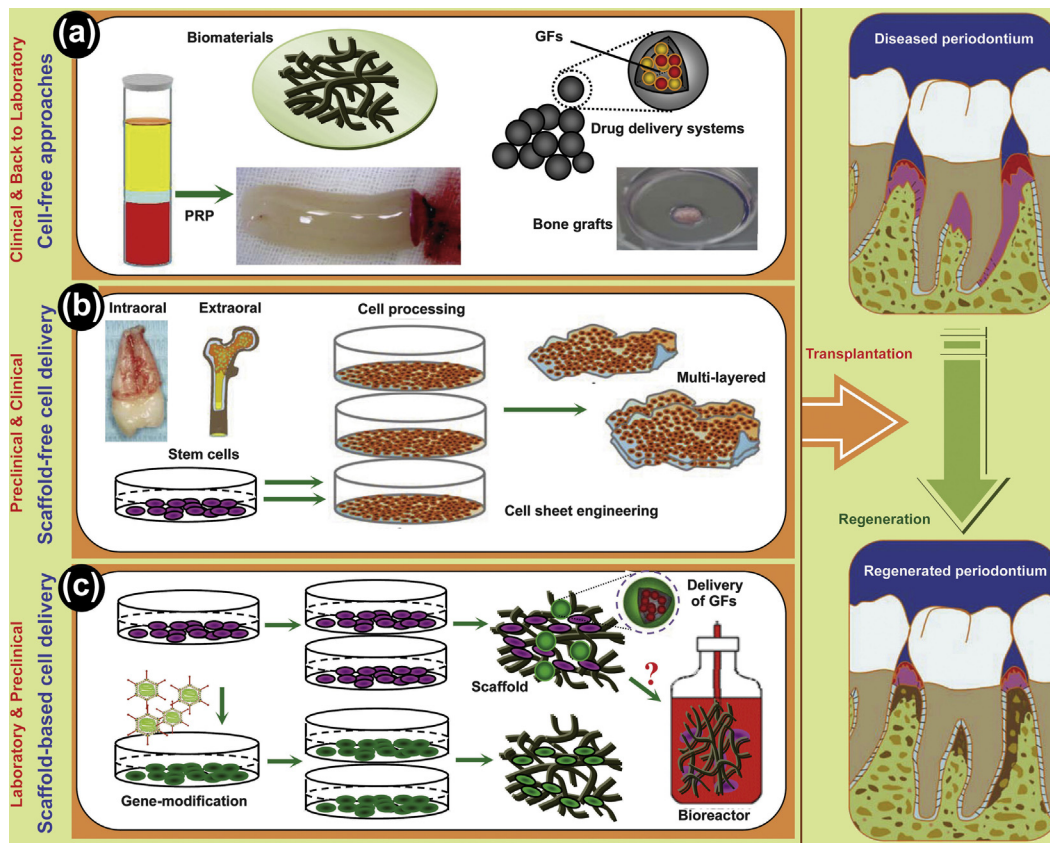 Clinical & Back to Laboratory
Cell-free approaches
(a)
Biomaterials
GFs
Drug delivery systems
PRP
Bone grafts
Preclinical & Clinical
Scaffold-free cell delivery
(b)
Intraoral
Extraoral
Cell processing
Multi-layered
Stem cells
Cell sheet engineering
Laboratory & Preclinical
Scaffold-based cell delivery
(c)
Delivery
of GFs
Scaffold
?
Gene-modification
Bioreactor
Diseased periodontium
Transplantation
Regeneration
Regenerated periodontium